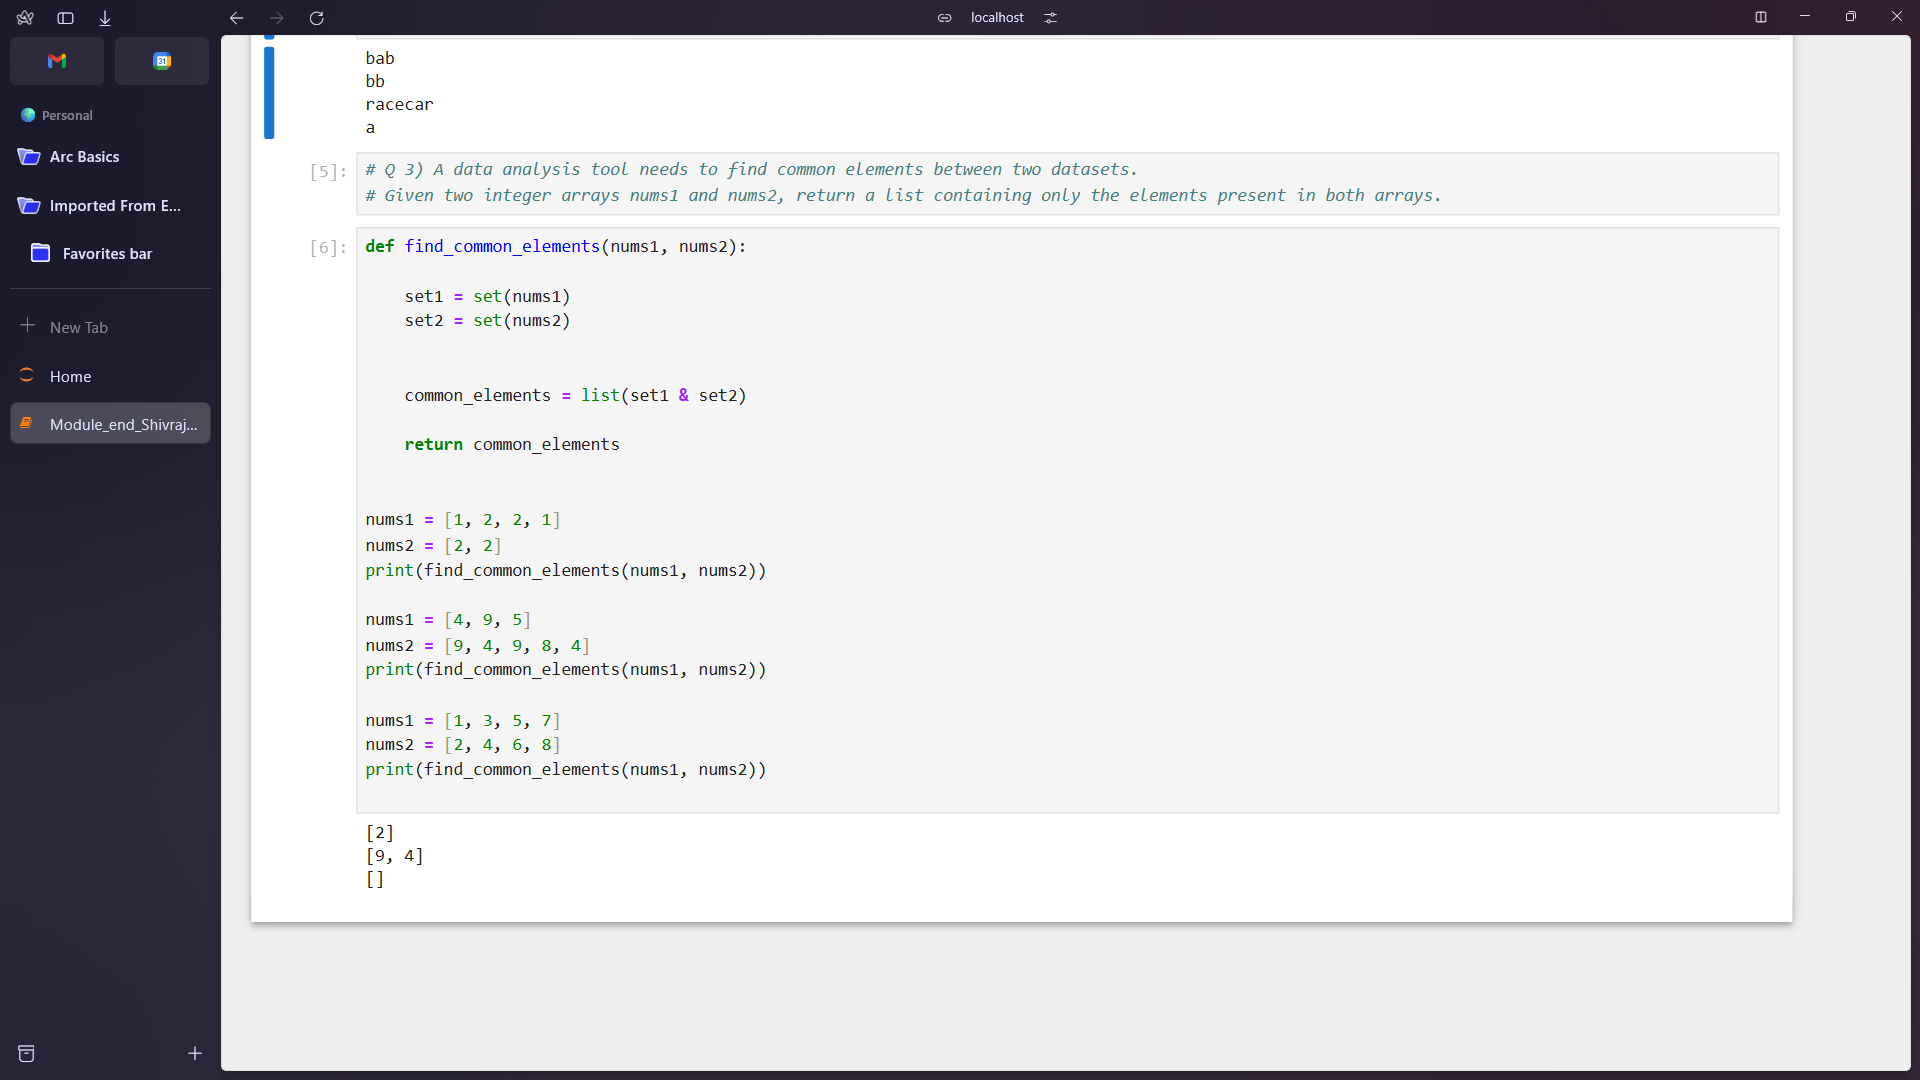 localhost
31
Personal
Arc Basics
Imported From E...
Favorites bar
New Tab
Home
Module_end_Shivraj...
bab
bb
racecar
a
[5]:
# Q 3) A data analysis tool needs to find common elements between two datasets.
# Given two integer arrays nums1 and nums2, return a list containing only the elements present in both arrays.
[6]:
def find_common_elements(nums1, nums2):
    set1 = set(nums1)
    set2 = set(nums2)
    common_elements = list(set1 & set2)
    return common_elements
nums1 = [1, 2, 2, 1]
nums2 = [2, 2]
print(find_common_elements(nums1, nums2))
nums1 = [4, 9, 5]
nums2 = [9, 4, 9, 8, 4]
print(find_common_elements(nums1, nums2))
nums1 = [1, 3, 5, 7]
nums2 = [2, 4, 6, 8]
print(find_common_elements(nums1, nums2))
[2]
[9, 4]
[]